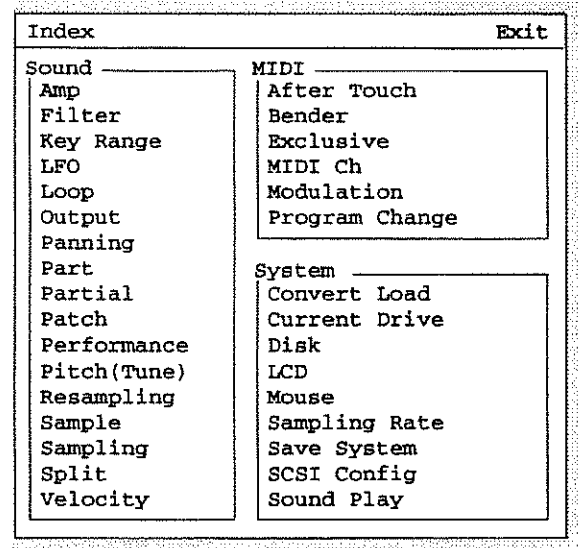 Index Exit
Sound
Amp
Filter
Key Range
LFO
Loop
Output
Panning
Part
Partial
Patch
Performance
Pitch(Tune)
Resampling
Sample
Sampling
Split
Velocity
MIDI
After Touch
Bender
Exclusive
MIDI Ch
Modulation
Program Change
System
Convert Load
Current Drive
Disk
LCD
Mouse
Sampling Rate
Save System
SCSI Config
Sound Play